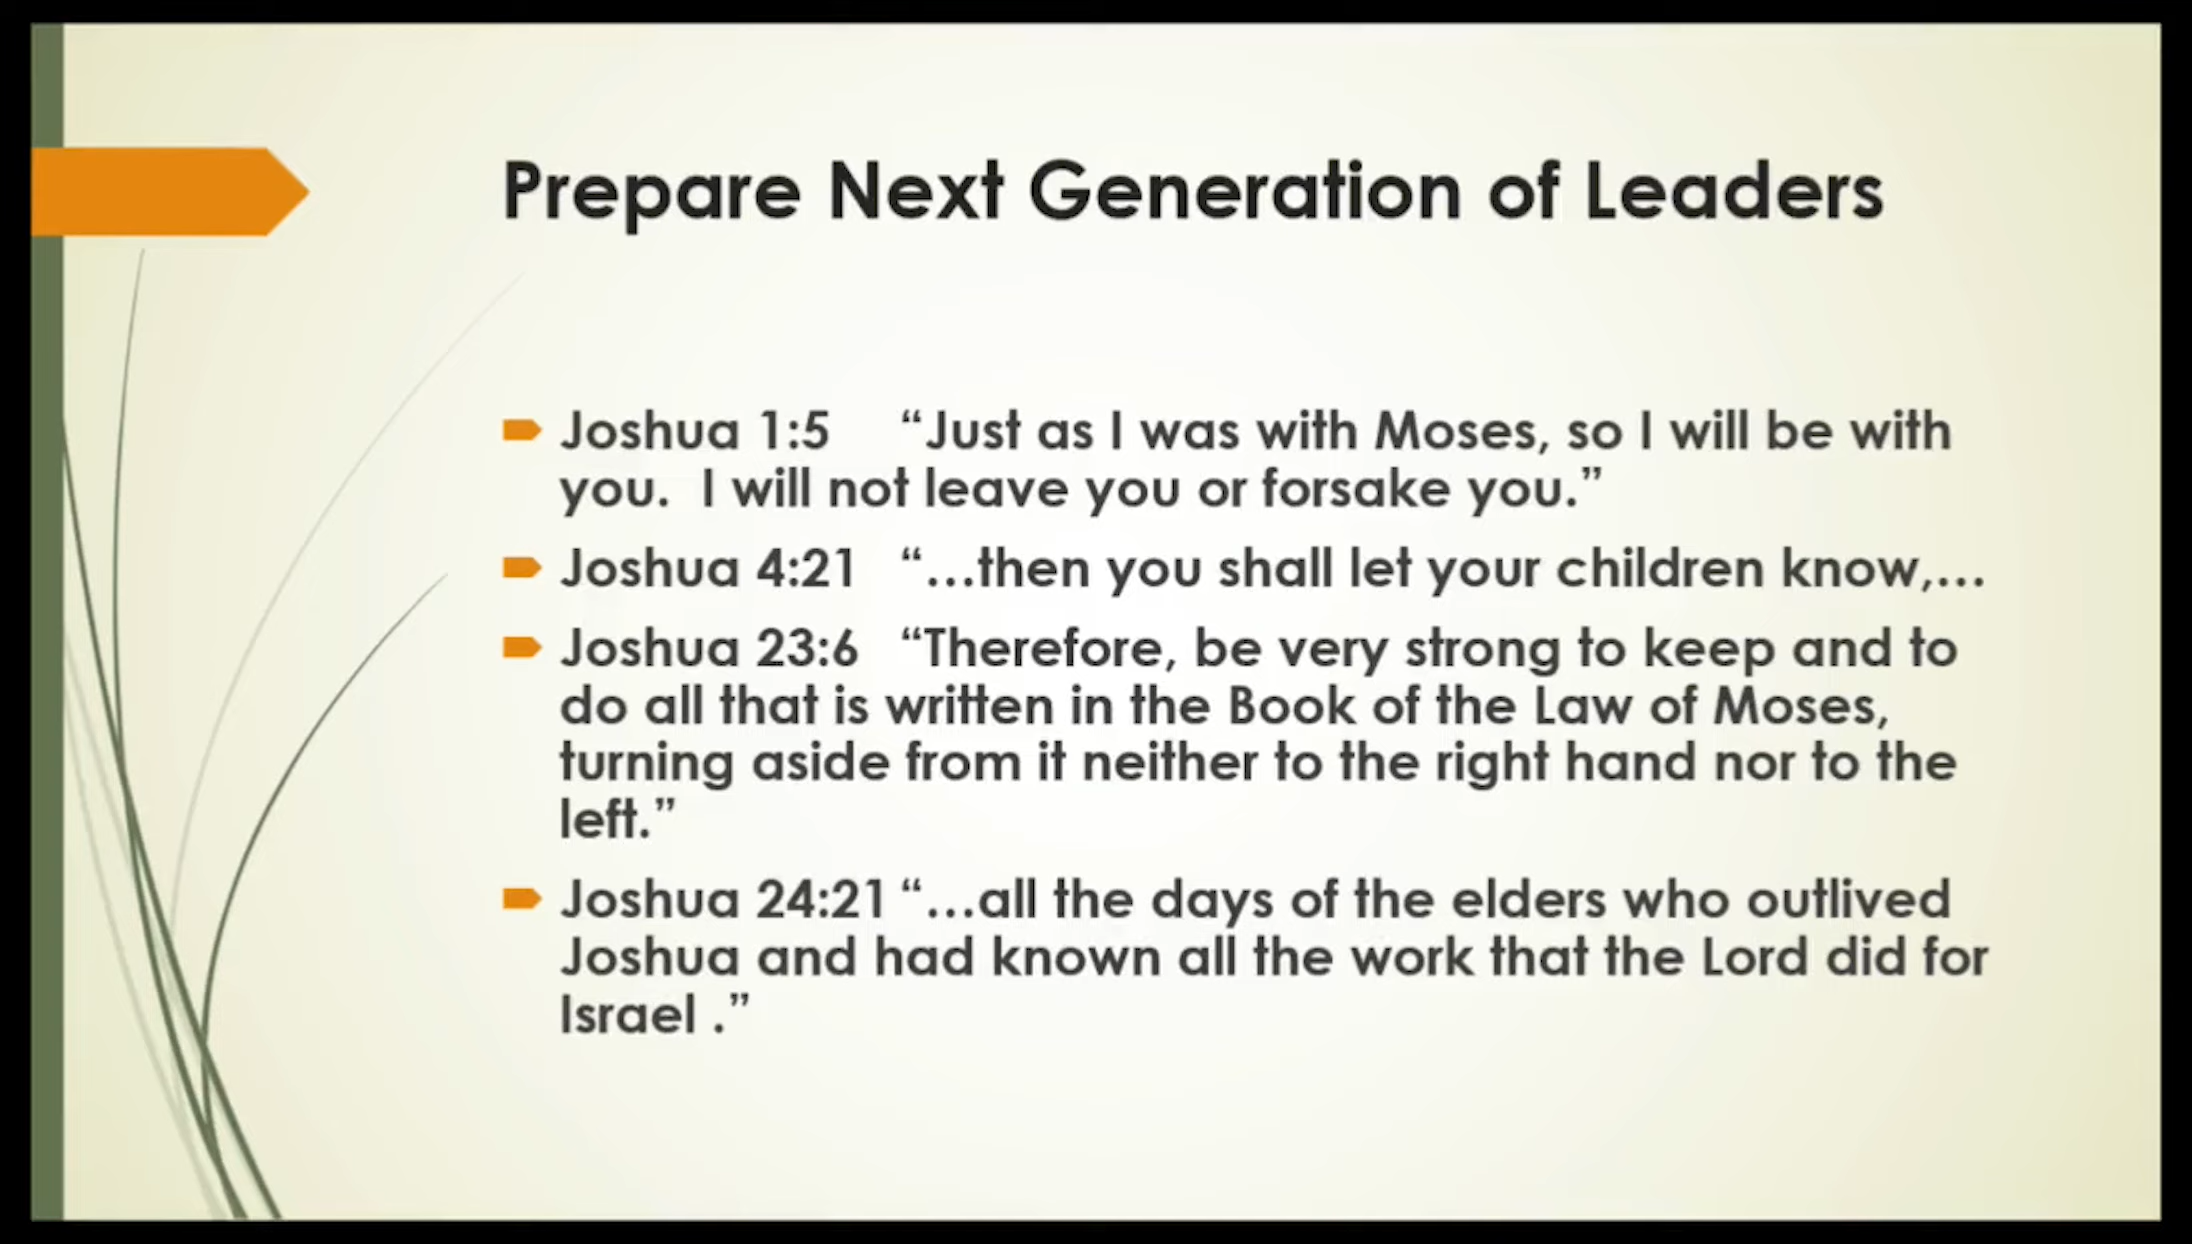 Prepare Next Generation of Leaders
Joshua 1:5 “Just as I was with Moses, so I will be with
you.  I will not leave you or forsake you.”
Joshua 4:21 “...then you shall let your children know,...
Joshua 23:6 “Therefore, be very strong to keep and to
do all that is written in the Book of the Law of Moses,
turning aside from it neither to the right hand nor to the
left.”
Joshua 24:21 “...all the days of the elders who outlived
Joshua and had known all the work that the Lord did for
Israel .”